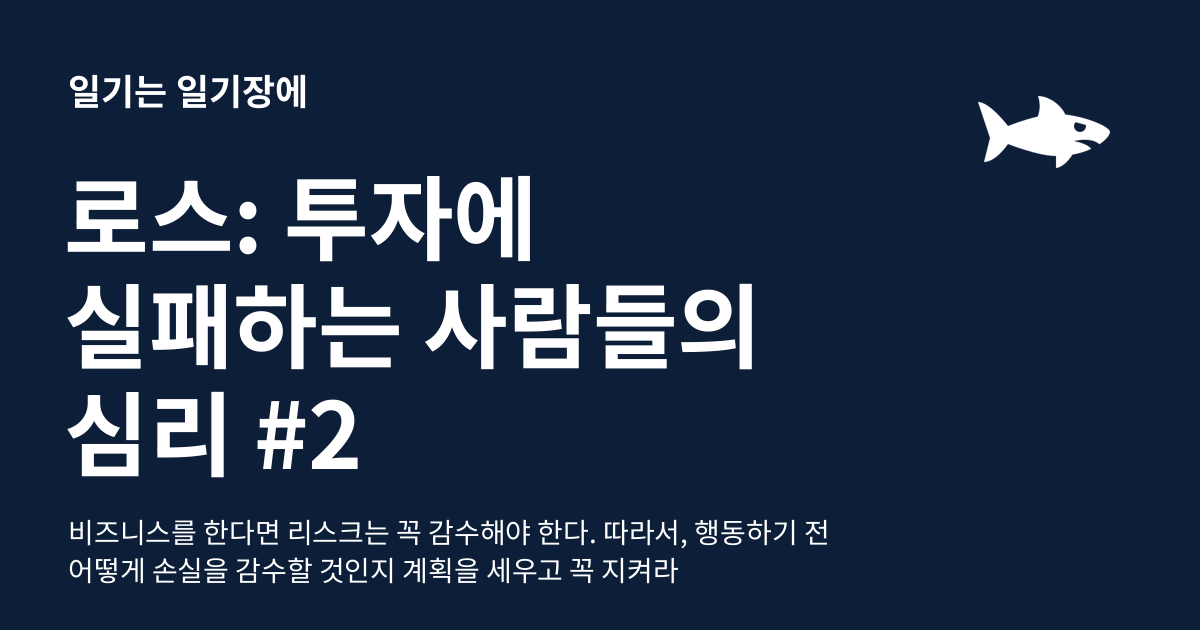 일기는 일기장에
로스: 투자에
실패하는 사람들의
심리 #2
비즈니스를 한다면 리스크는 꼭 감수해야 한다. 따라서, 행동하기 전
어떻게 손실을 감수할 것인지 계획을 세우고 꼭 지켜라